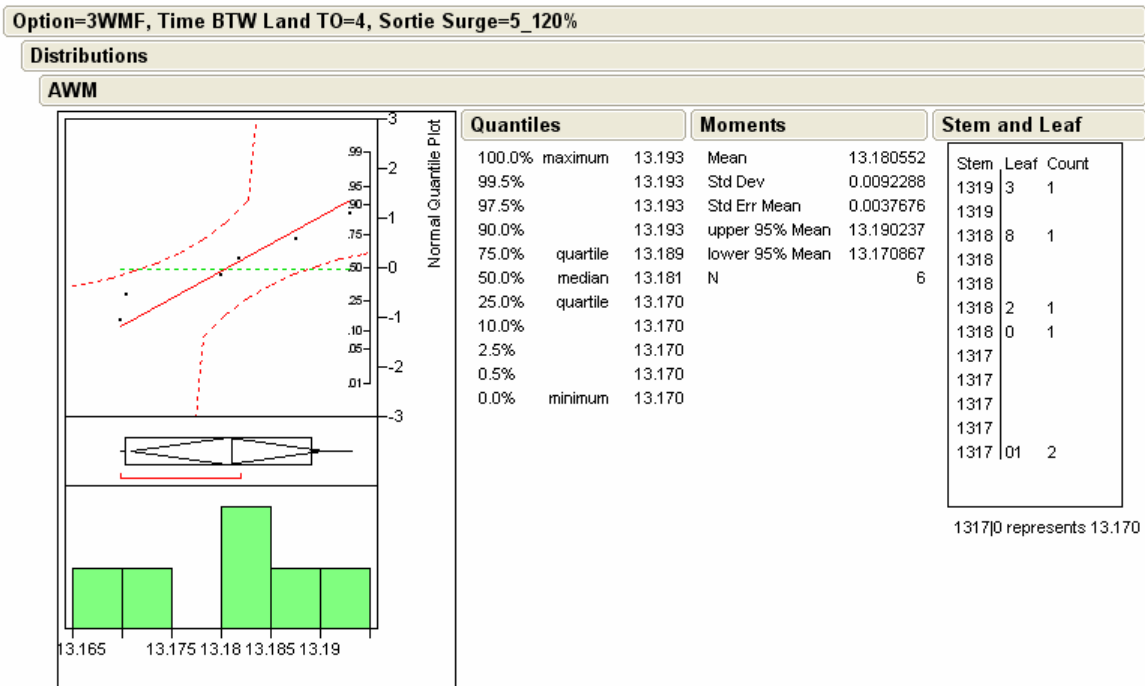 Option=3WMF, Time BTW Land TO=4, Sortie Surge=5_120%
Distributions
AWM
3
2
1
0
-1
-2
-3
.99
.95
.90
.75
.50
.25
.10
.05
.01
Normal Quantile Plot
13.165 13.175 13.18 13.185 13.19
Quantiles
100.0% maximum 13.193
99.5% 13.193
97.5% 13.193
90.0% 13.193
75.0% quartile 13.189
50.0% median 13.181
25.0% quartile 13.170
10.0% 13.170
2.5% 13.170
0.5% 13.170
0.0% minimum 13.170
Moments
Mean 13.180552
Std Dev 0.0092288
Std Err Mean 0.0037676
upper 95% Mean 13.190237
lower 95% Mean 13.170867
N 6
Stem and Leaf
Stem Leaf Count
1319 3 1
1319
1318 8 1
1318
1318
1318 2 1
1318 0 1
1317
1317
1317
1317
1317 01 2
1317|0 represents 13.170